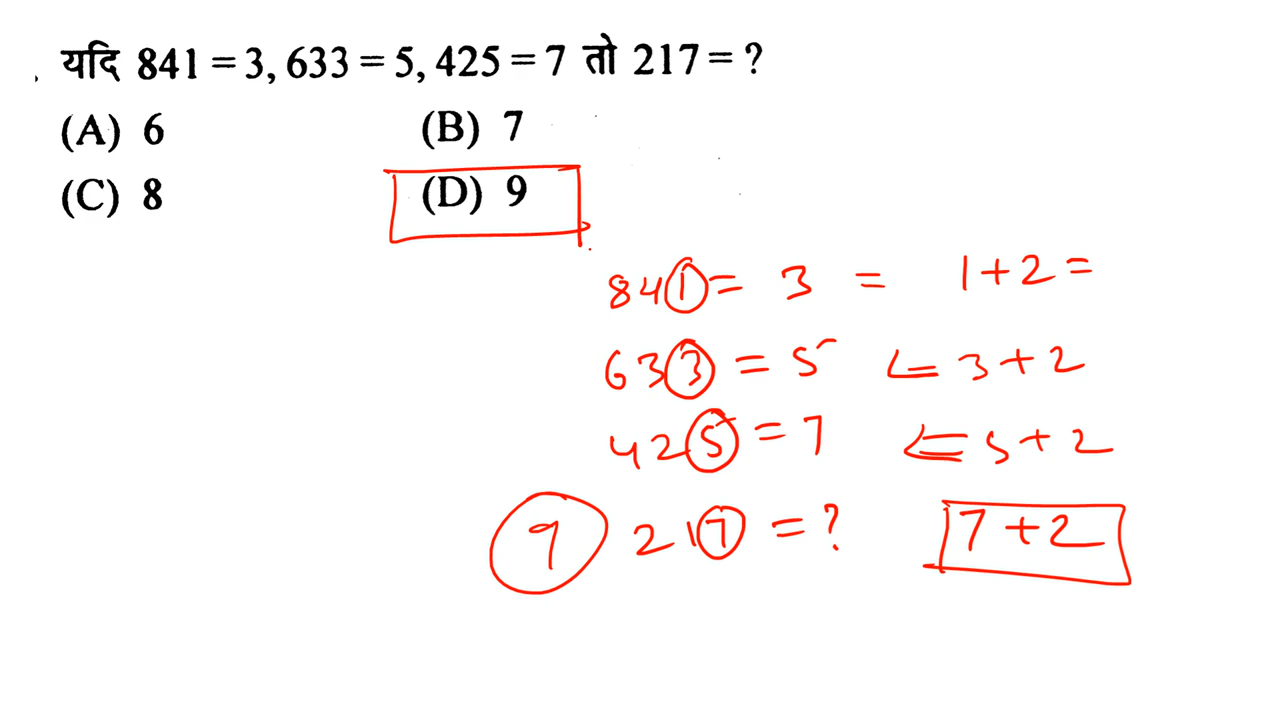 यदि 841 = 3, 633 = 5, 425 = 7 तो 217 = ?
(A) 6 (B) 7
(C) 8 (D) 9
841 = 3 = 1+2=
633 = 5 ⇐ 3+2
425 = 7 ⇐ 5+2
9 217 = ? 7+2